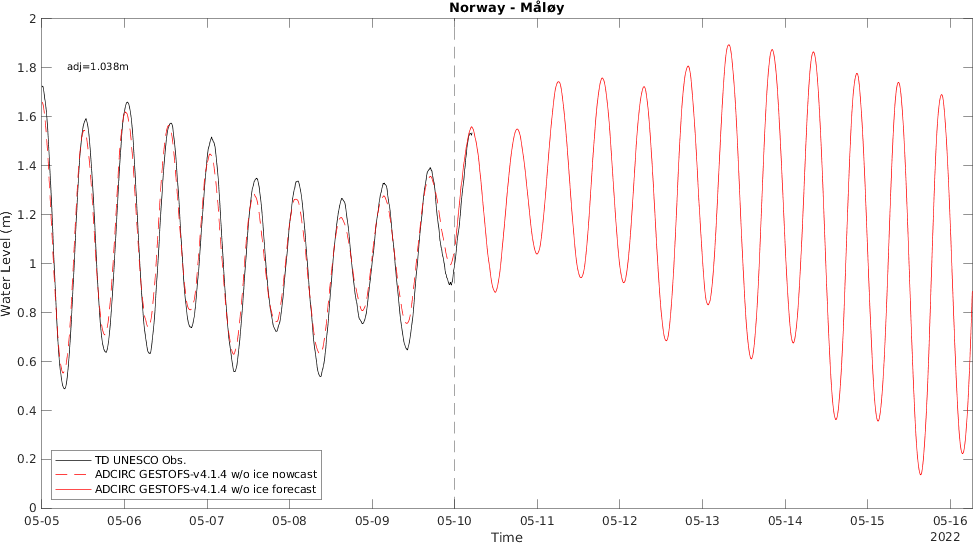 Norway - Måløy
adj=1.038m
Water Level (m)
2
1.8
1.6
1.4
1.2
1
0.8
0.6
0.4
0.2
0
TD UNESCO Obs.
ADCIRC GESTOFS-v4.1.4 w/o ice nowcast
ADCIRC GESTOFS-v4.1.4 w/o ice forecast
05-05 05-06 05-07 05-08 05-09 05-10 05-11 05-12 05-13 05-14 05-15 05-16
Time
2022